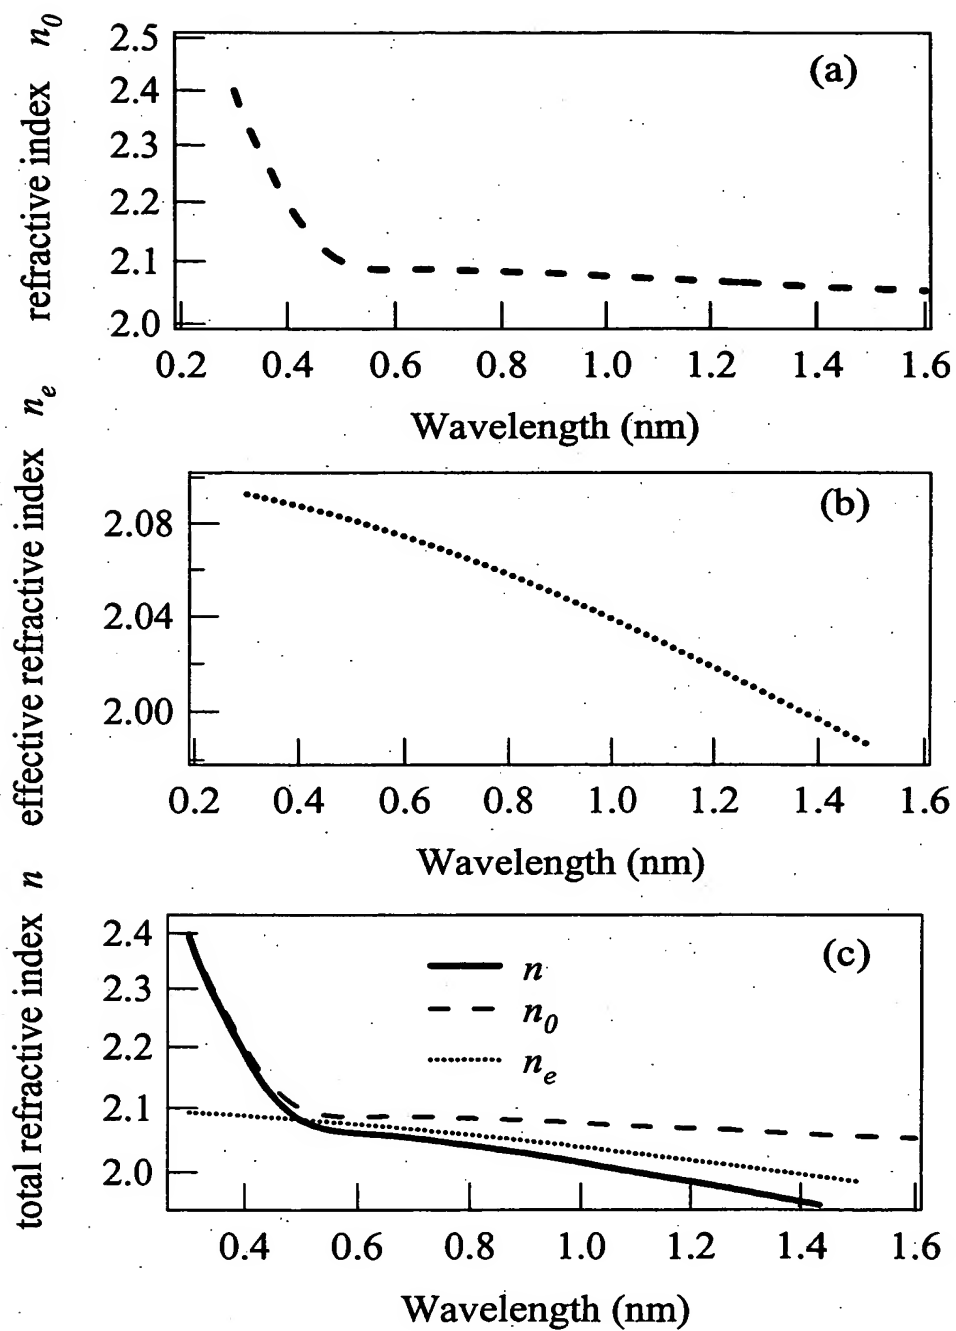 refractive index n0
2.5
2.4
2.3
2.2
2.1
2.0
(a)
0.2 0.4 0.6 0.8 1.0 1.2 1.4 1.6
Wavelength (nm)
effective refractive index ne
2.08
2.04
2.00
(b)
0.2 0.4 0.6 0.8 1.0 1.2 1.4 1.6
Wavelength (nm)
total refractive index n
2.4
2.3
2.2
2.1
2.0
(c)
n
n0
ne
0.4 0.6 0.8 1.0 1.2 1.4 1.6
Wavelength (nm)